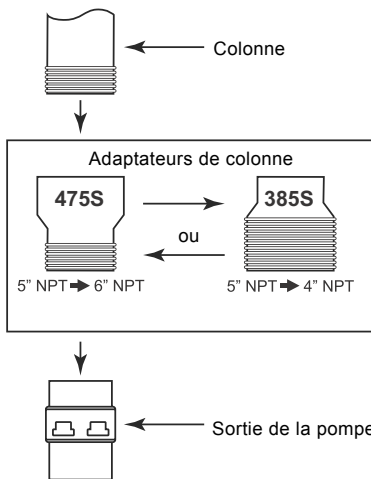 Colonne
Adaptateurs de colonne
475S
385S
ou
5” NPT ➡ 6” NPT
5” NPT ➡ 4” NPT
Sortie de la pompe